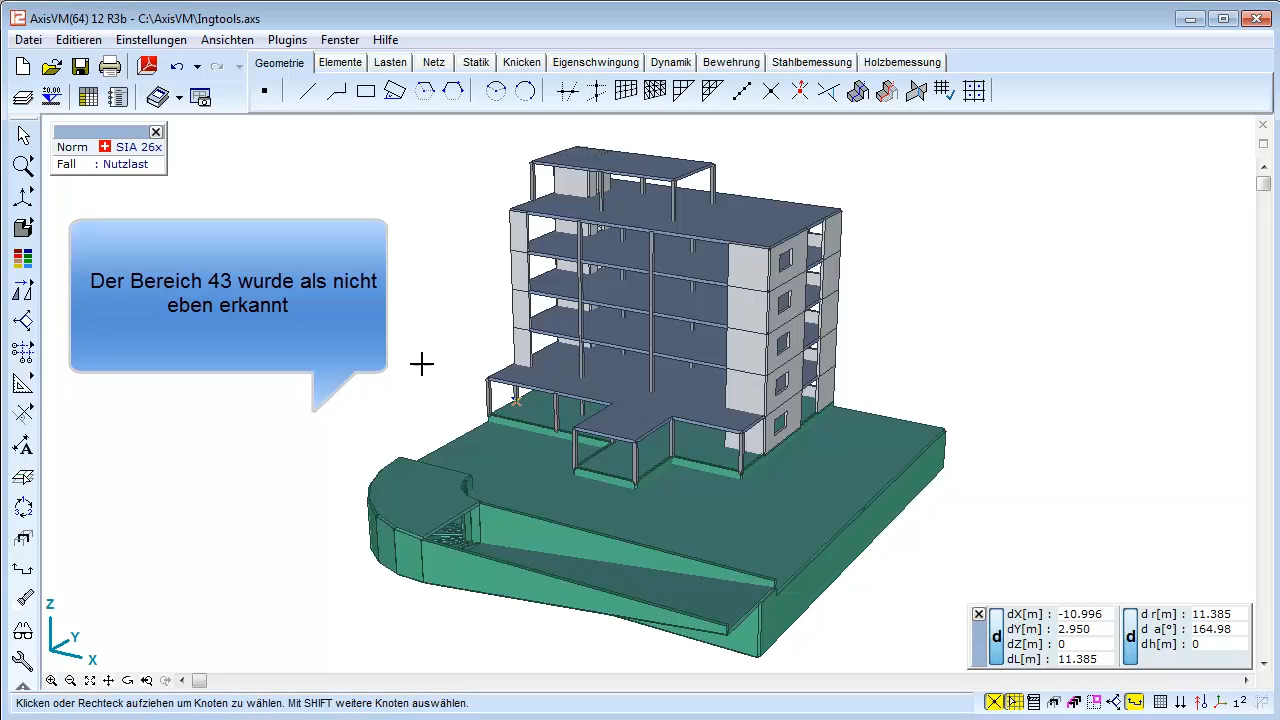 AxisVM(64) 12 R3b - C:\AxisVM\Ingtools.axs
Datei Editieren Einstellungen Ansichten Plugins Fenster Hilfe
Geometrie Elemente Lasten Netz Statik Knicken Eigenschwingung Dynamik Bewehrung Stahlbemessung Holzbemessung
Norm SIA 26x
Fall : Nutzlast
Der Bereich 43 wurde als nicht
eben erkannt
Z
Y
X
d
dX[m] : -10.996
dY[m] : 2.950
dZ[m] : 0
dL[m] : 11.385
d
d r[m] : 11.385
d a[°] : 164.98
dh[m] : 0
Klicken oder Rechteck aufziehen um Knoten zu wählen. Mit SHIFT weitere Knoten auswählen.